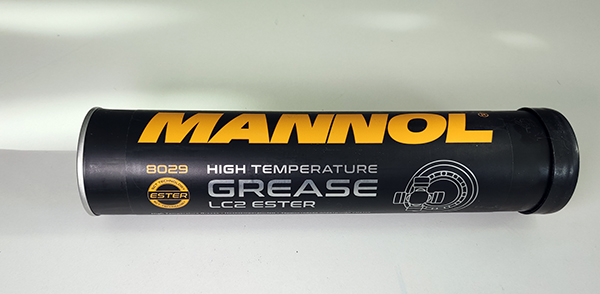 MANNOL®
8029
ESTER
HIGH TEMPERATURE
GREASE
LC2 ESTER